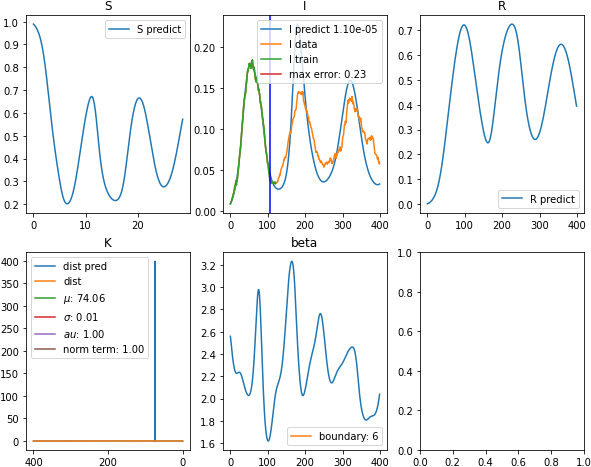 S
S predict
1.0
0.9
0.8
0.7
0.6
0.5
0.4
0.3
0.2
0 10 20
I
I predict 1.10e-05
I data
I train
max error: 0.23
0.20
0.15
0.10
0.05
0.00
0 100 200 300 400
R
0.7
0.6
0.5
0.4
0.3
0.2
0.1
0.0
R predict
0 100 200 300 400
K
dist pred
dist
μ: 74.06
σ: 0.01
au: 1.00
norm term: 1.00
400
350
300
250
200
150
100
50
0
400 200 0
beta
3.2
3.0
2.8
2.6
2.4
2.2
2.0
1.8
1.6
boundary: 6
0 100 200 300 400
1.0
0.8
0.6
0.4
0.2
0.0
0.0 0.2 0.4 0.6 0.8 1.0